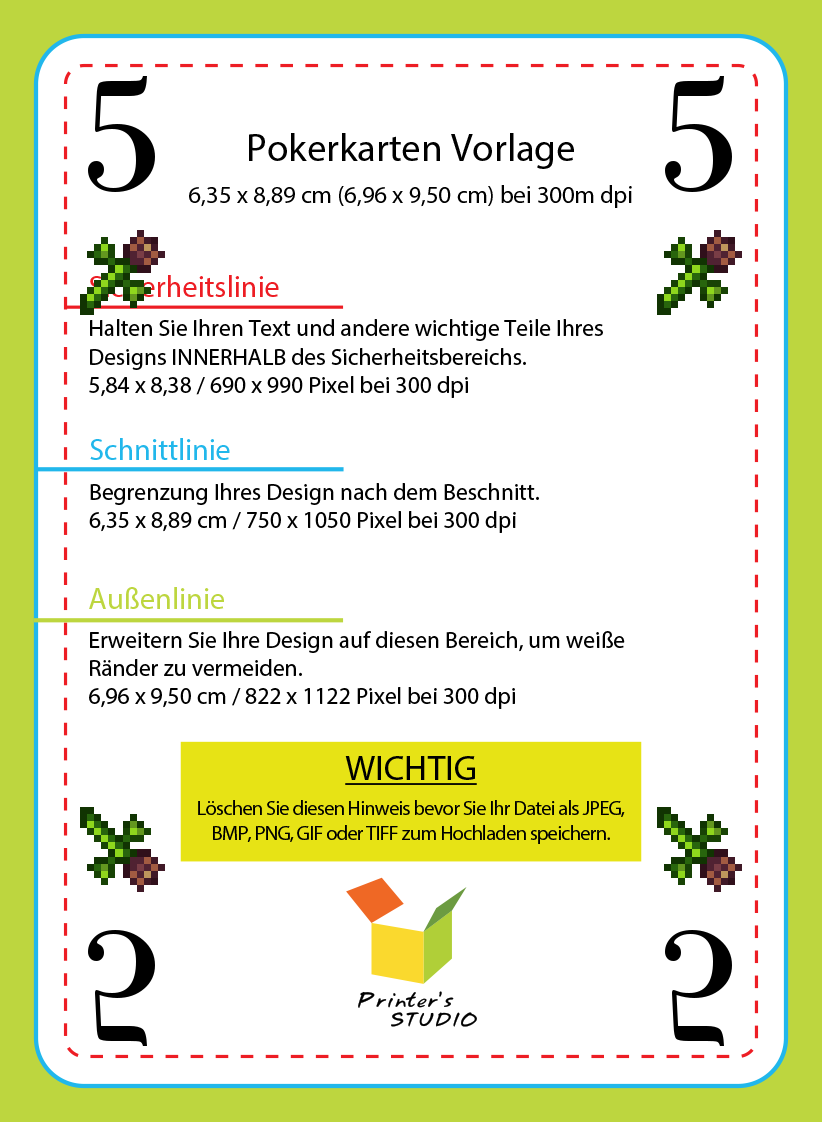 5 5
Pokerkarten Vorlage
6,35 x 8,89 cm (6,96 x 9,50 cm) bei 300m dpi
Sicherheitslinie
Halten Sie Ihren Text und andere wichtige Teile Ihres
Designs INNERHALB des Sicherheitsbereichs.
5,84 x 8,38 / 690 x 990 Pixel bei 300 dpi
Schnittlinie
Begrenzung Ihres Design nach dem Beschnitt.
6,35 x 8,89 cm / 750 x 1050 Pixel bei 300 dpi
Außenlinie
Erweitern Sie Ihre Design auf diesen Bereich, um weiße
Ränder zu vermeiden.
6,96 x 9,50 cm / 822 x 1122 Pixel bei 300 dpi
WICHTIG
Löschen Sie diesen Hinweis bevor Sie Ihr Datei als JPEG,
BMP, PNG, GIF oder TIFF zum Hochladen speichern.
Printer's
STUDIO
5 5